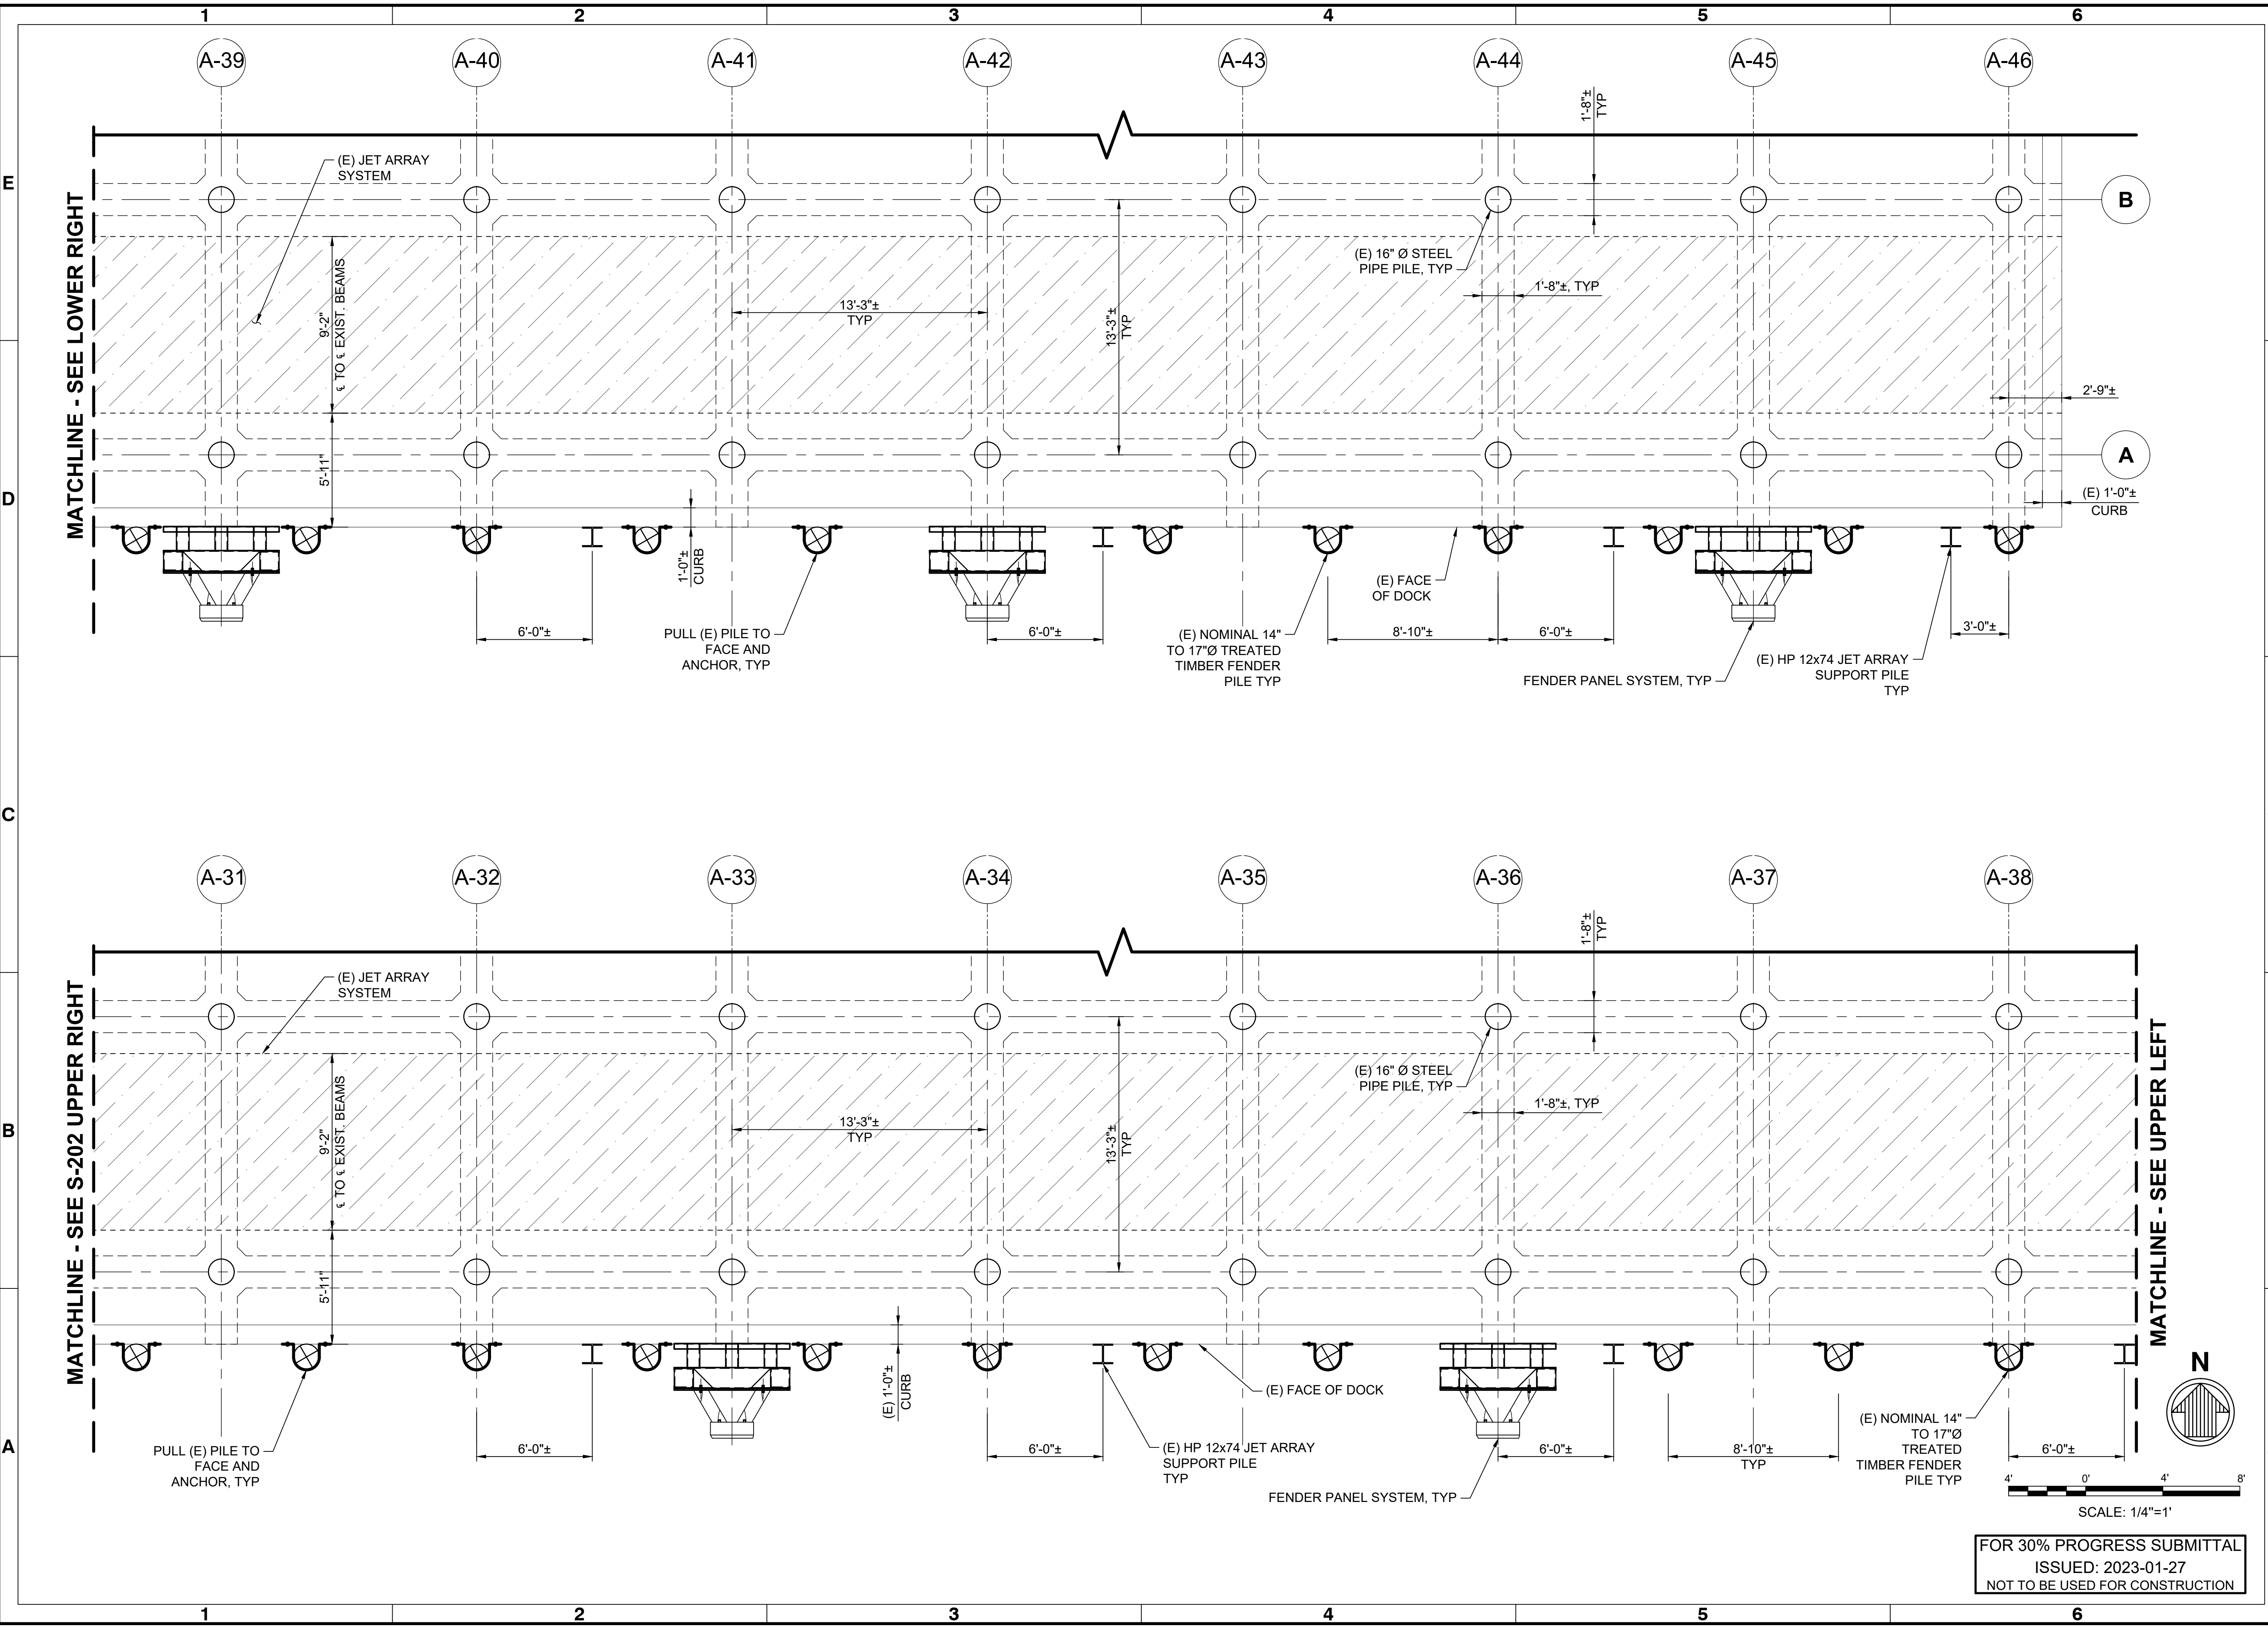 1 2 3 4 5 6
A-39 A-40 A-41 A-42 A-43 A-44 A-45 A-46
1'-8"±
TYP
(E) JET ARRAY
SYSTEM
E
B
MATCHLINE - SEE LOWER RIGHT
(E) 16" Ø STEEL
PIPE PILE, TYP
1'-8"±, TYP
9'-2"
℄ TO ℄ EXIST. BEAMS
13'-3"±
TYP
13'-3"±
TYP
2'-9"±
A
5'-11"
D
(E) 1'-0"±
CURB
1'-0"±
CURB
(E) FACE
OF DOCK
6'-0"±
PULL (E) PILE TO
FACE AND
ANCHOR, TYP
6'-0"±
(E) NOMINAL 14"
TO 17"Ø TREATED
TIMBER FENDER
PILE TYP
8'-10"±
6'-0"±
3'-0"±
FENDER PANEL SYSTEM, TYP
(E) HP 12x74 JET ARRAY
SUPPORT PILE
TYP
C
A-31 A-32 A-33 A-34 A-35 A-36 A-37 A-38
1'-8"±
TYP
(E) JET ARRAY
SYSTEM
MATCHLINE - SEE S-202 UPPER RIGHT
MATCHLINE - SEE UPPER LEFT
(E) 16" Ø STEEL
PIPE PILE, TYP
1'-8"±, TYP
B
9'-2"
℄ TO ℄ EXIST. BEAMS
13'-3"±
TYP
13'-3"±
TYP
5'-11"
(E) 1'-0"±
CURB
(E) FACE OF DOCK
N
A
PULL (E) PILE TO
FACE AND
ANCHOR, TYP
6'-0"±
6'-0"±
(E) HP 12x74 JET ARRAY
SUPPORT PILE
TYP
FENDER PANEL SYSTEM, TYP
6'-0"±
8'-10"±
TYP
(E) NOMINAL 14"
TO 17"Ø
TREATED
TIMBER FENDER
PILE TYP
6'-0"±
4' 0' 4' 8'
SCALE: 1/4"=1'
FOR 30% PROGRESS SUBMITTAL
ISSUED: 2023-01-27
NOT TO BE USED FOR CONSTRUCTION
1 2 3 4 5 6